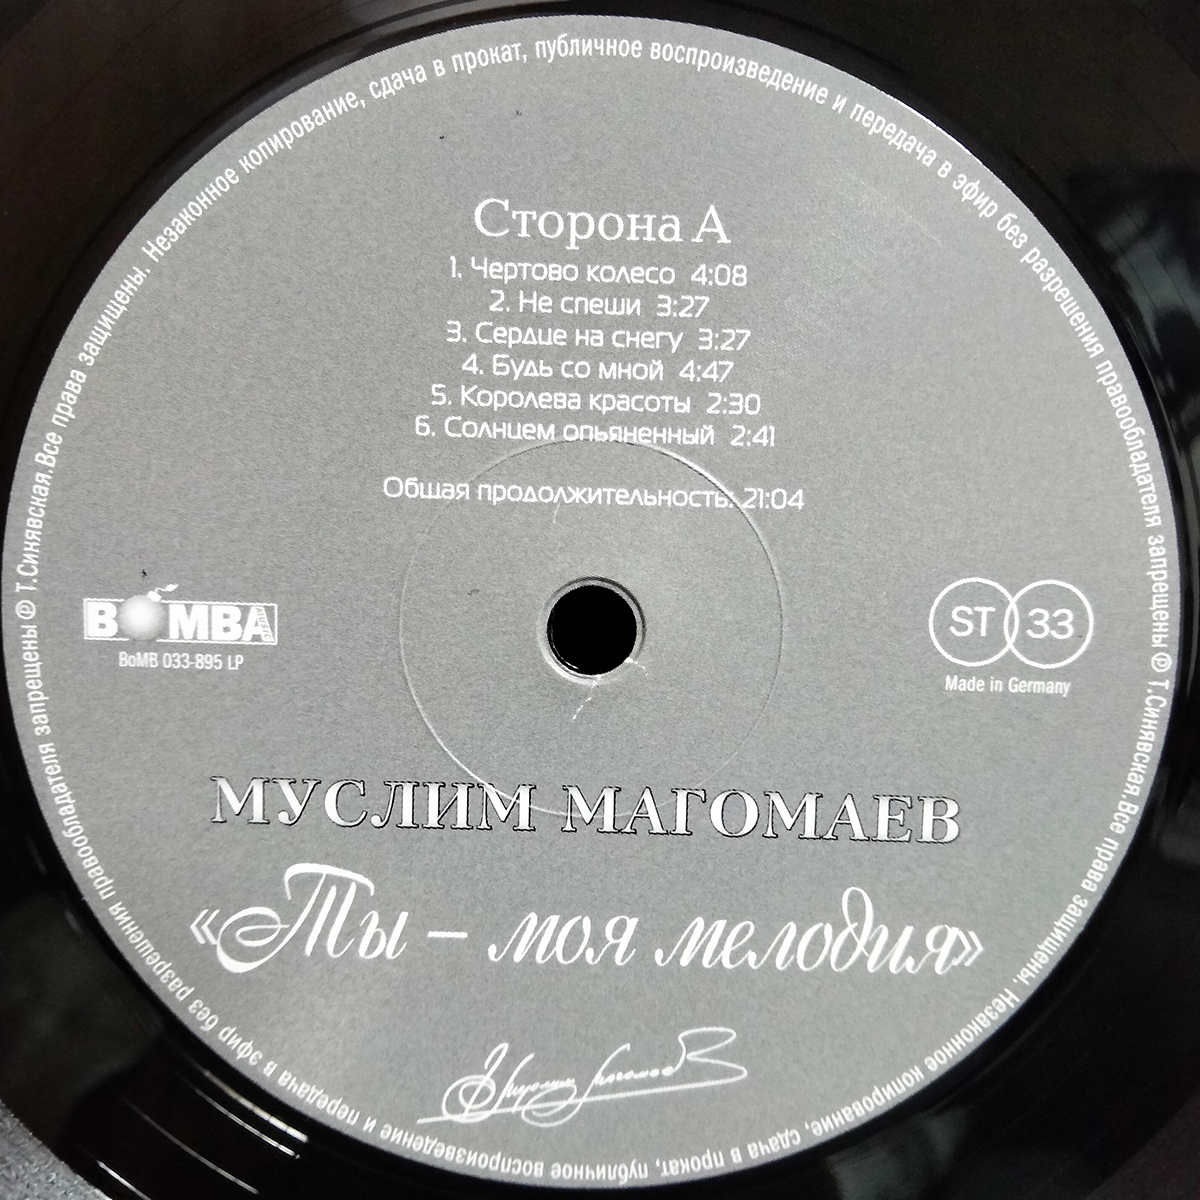 Т.Синявская.Все права защищены. Незаконное копирование, сдача в прокат, публичное воспроизведение и передача в эфир без разрешения правообладателя запрещены ℗ Т.Синявская.Все права защищены. Незаконное копирование, сдача в прокат, публичное воспроизведение и передача в эфир без разрешения правообладателя запрещены ℗
Сторона А
1. Чертово колесо 4:08
2. Не спеши 3:27
3. Сердце на снегу 3:27
4. Будь со мной 4:47
5. Королева красоты 2:30
6. Солнцем опьяненный 2:41
Общая продолжительность: 21:04
BOMBA
BoMB 033-895 LP
ST 33
Made in Germany
МУСЛИМ МАГОМАЕВ
«Ты – моя мелодия»